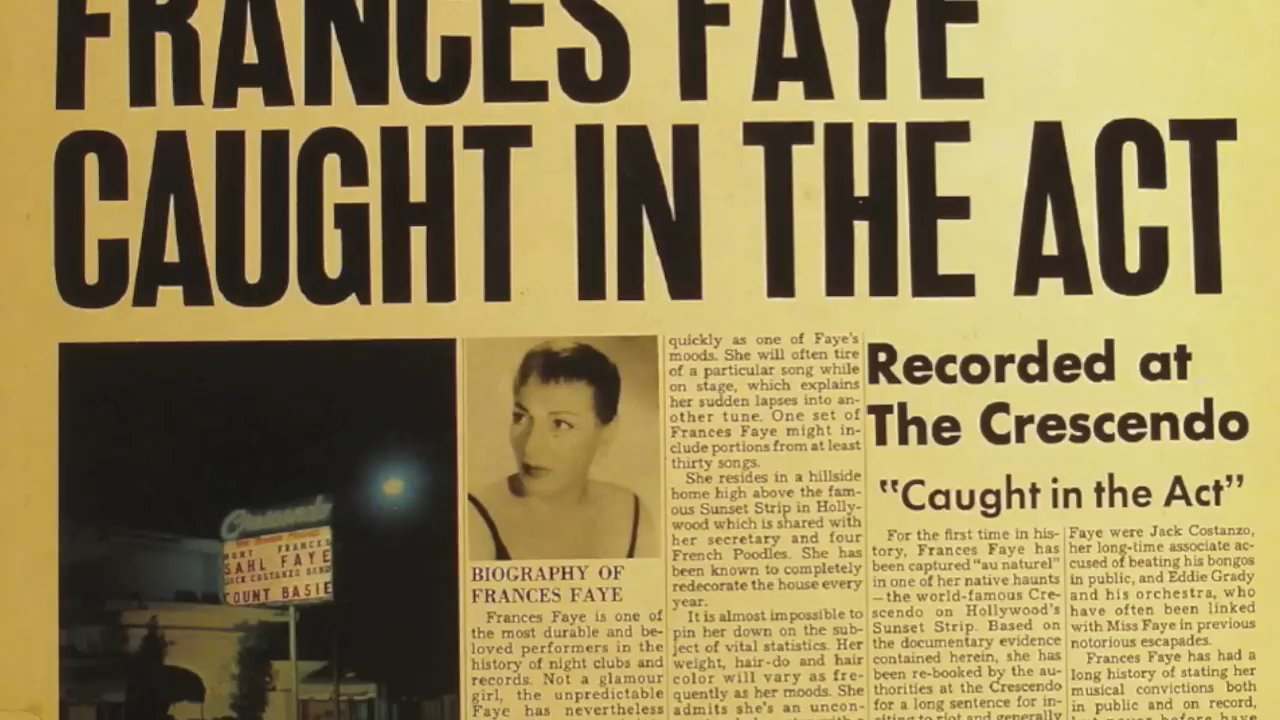 FRANCES FAYE
CAUGHT IN THE ACT
Crescendo
MORT FRANCES
SAHL FAYE
JACK COSTANZO BAND
COUNT BASIE
BIOGRAPHY OF
FRANCES FAYE
Frances Faye is one of
the most durable and be-
loved performers in the
history of night clubs and
records. Not a glamour
girl, the unpredictable
Faye has nevertheless
quickly as one of Faye's
moods. She will often tire
of a particular song while
on stage, which explains
her sudden lapses into an-
other tune. One set of
Frances Faye might in-
clude portions from at least
thirty songs.
She resides in a hillside
home high above the fam-
ous Sunset Strip in Holly-
wood which is shared with
her secretary and four
French Poodles. She has
been known to completely
redecorate the house every
year.
It is almost impossible to
pin her down on the sub-
ject of vital statistics. Her
weight, hair-do and hair
color will vary as fre-
quently as her moods. She
admits she's an uncon-
Recorded at
The Crescendo
"Caught in the Act"
For the first time in his-
tory, Frances Faye has
been captured "au naturel"
in one of her native haunts
—the world-famous Cre-
scendo on Hollywood's
Sunset Strip. Based on
the documentary evidence
contained herein, she has
been re-booked by the au-
thorities at the Crescendo
for a long sentence for in-
citing to riot and generally
Faye were Jack Costanzo,
her long-time associate ac-
cused of beating his bongos
in public, and Eddie Grady
and his orchestra, who
have often been linked
with Miss Faye in previous
notorious escapades.
Frances Faye has had a
long history of stating her
musical convictions both
in public and on record,